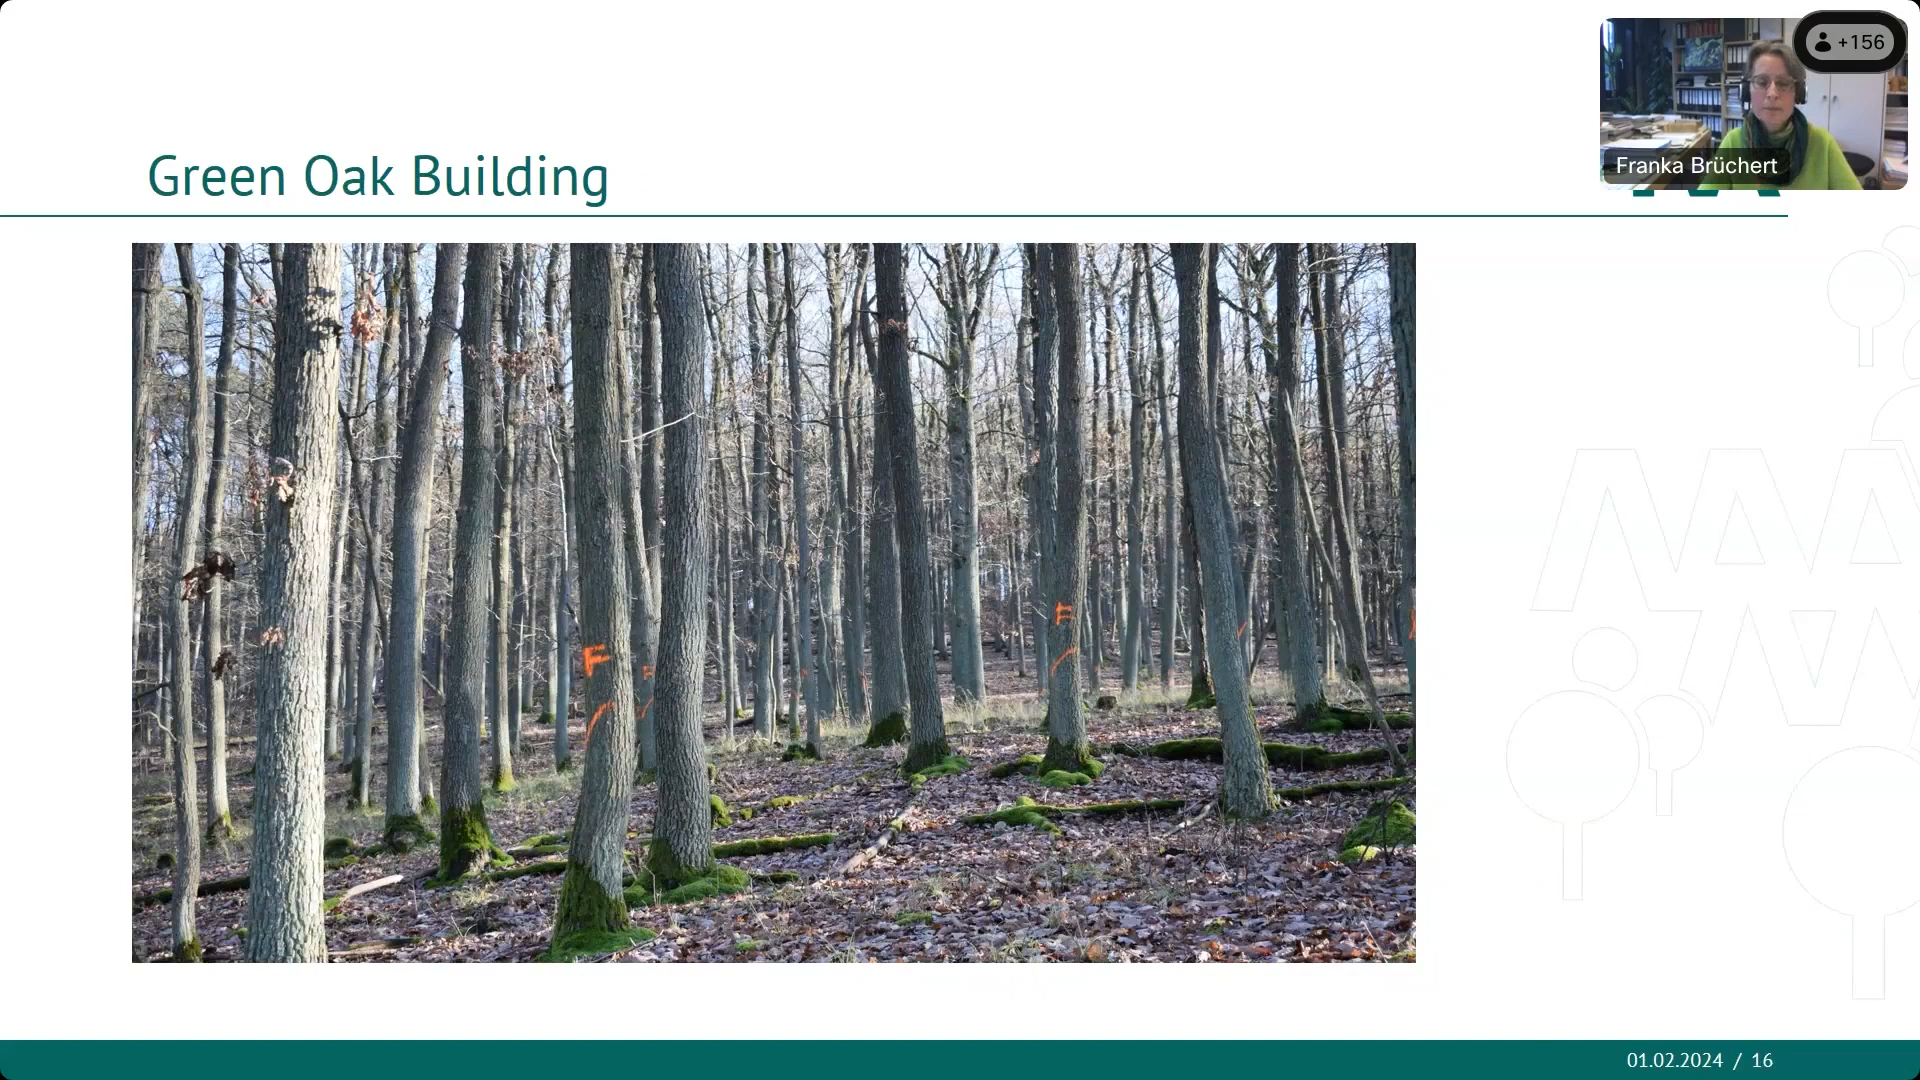 +156
Franka Brüchert
Green Oak Building
F
F
01.02.2024 / 16